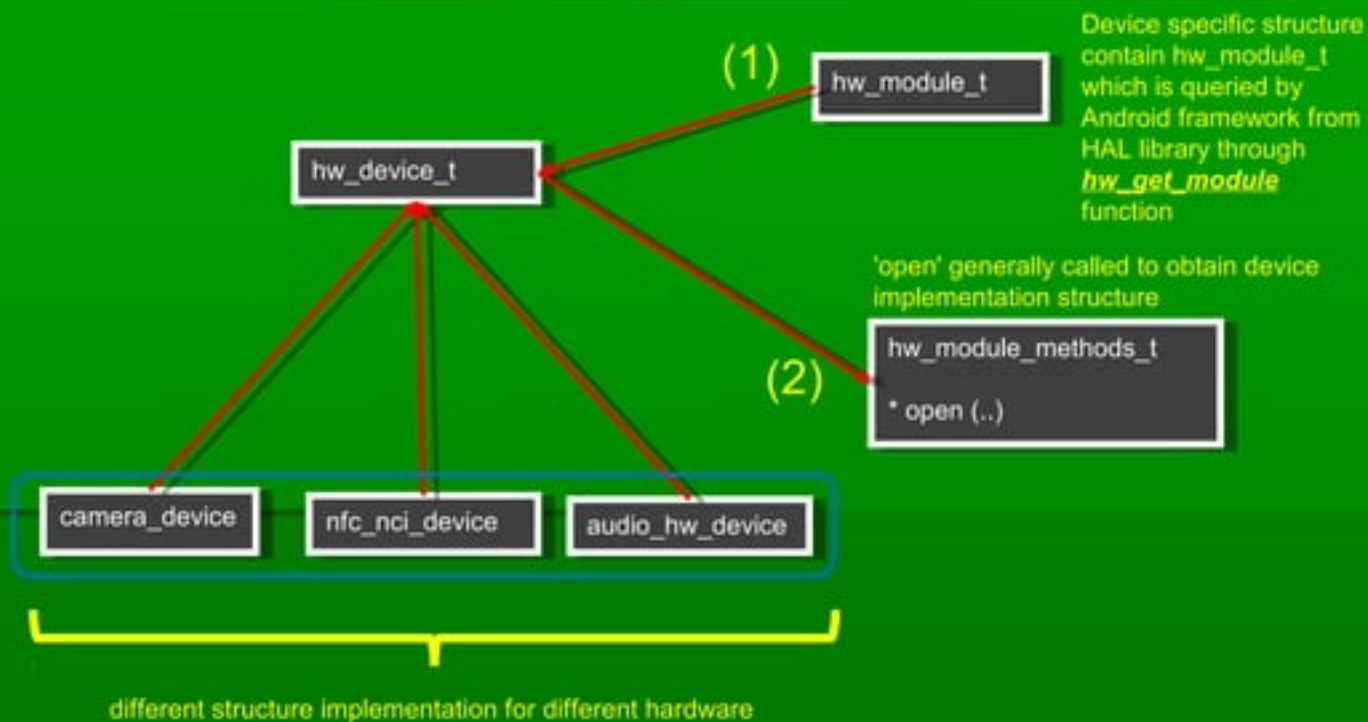 Device specific structure
contain hw_module_t
which is queried by
Android framework from
HAL library through
hw_get_module
function
(1)
hw_module_t
hw_device_t
'open' generally called to obtain device
implementation structure
hw_module_methods_t
(2)
* open (..)
camera_device
nfc_nci_device
audio_hw_device
different structure implementation for different hardware